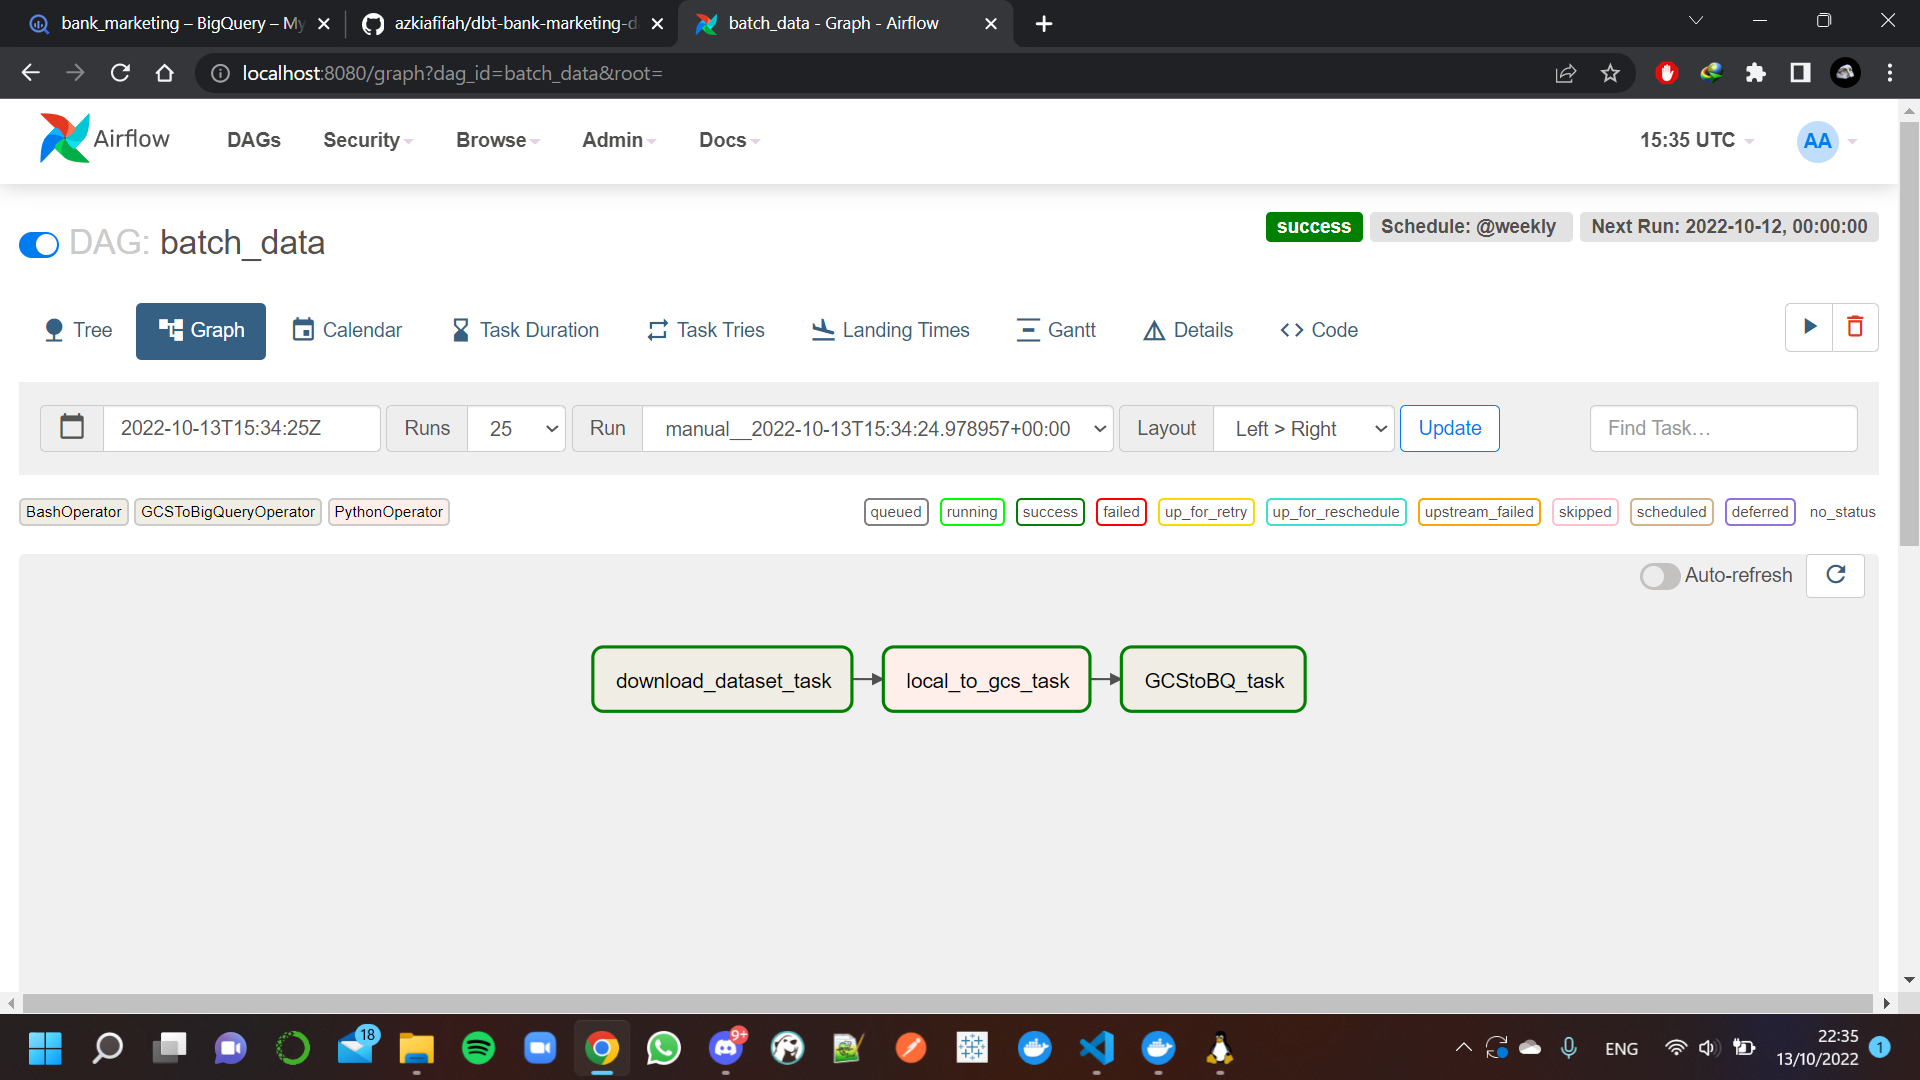 bank_marketing – BigQuery – My
azkiafifah/dbt-bank-marketing-d
batch_data - Graph - Airflow
localhost:8080/graph?dag_id=batch_data&root=
Airflow
DAGs
Security
Browse
Admin
Docs
15:35 UTC
AA
DAG: batch_data
success
Schedule: @weekly
Next Run: 2022-10-12, 00:00:00
Tree
Graph
Calendar
Task Duration
Task Tries
Landing Times
Gantt
Details
Code
2022-10-13T15:34:25Z
Runs
25
Run
manual__2022-10-13T15:34:24.978957+00:00
Layout
Left > Right
Update
Find Task…
BashOperator
GCSToBigQueryOperator
PythonOperator
queued
running
success
failed
up_for_retry
up_for_reschedule
upstream_failed
skipped
scheduled
deferred
no_status
Auto-refresh
download_dataset_task
local_to_gcs_task
GCStoBQ_task
18
9+
ENG
22:35
13/10/2022
1